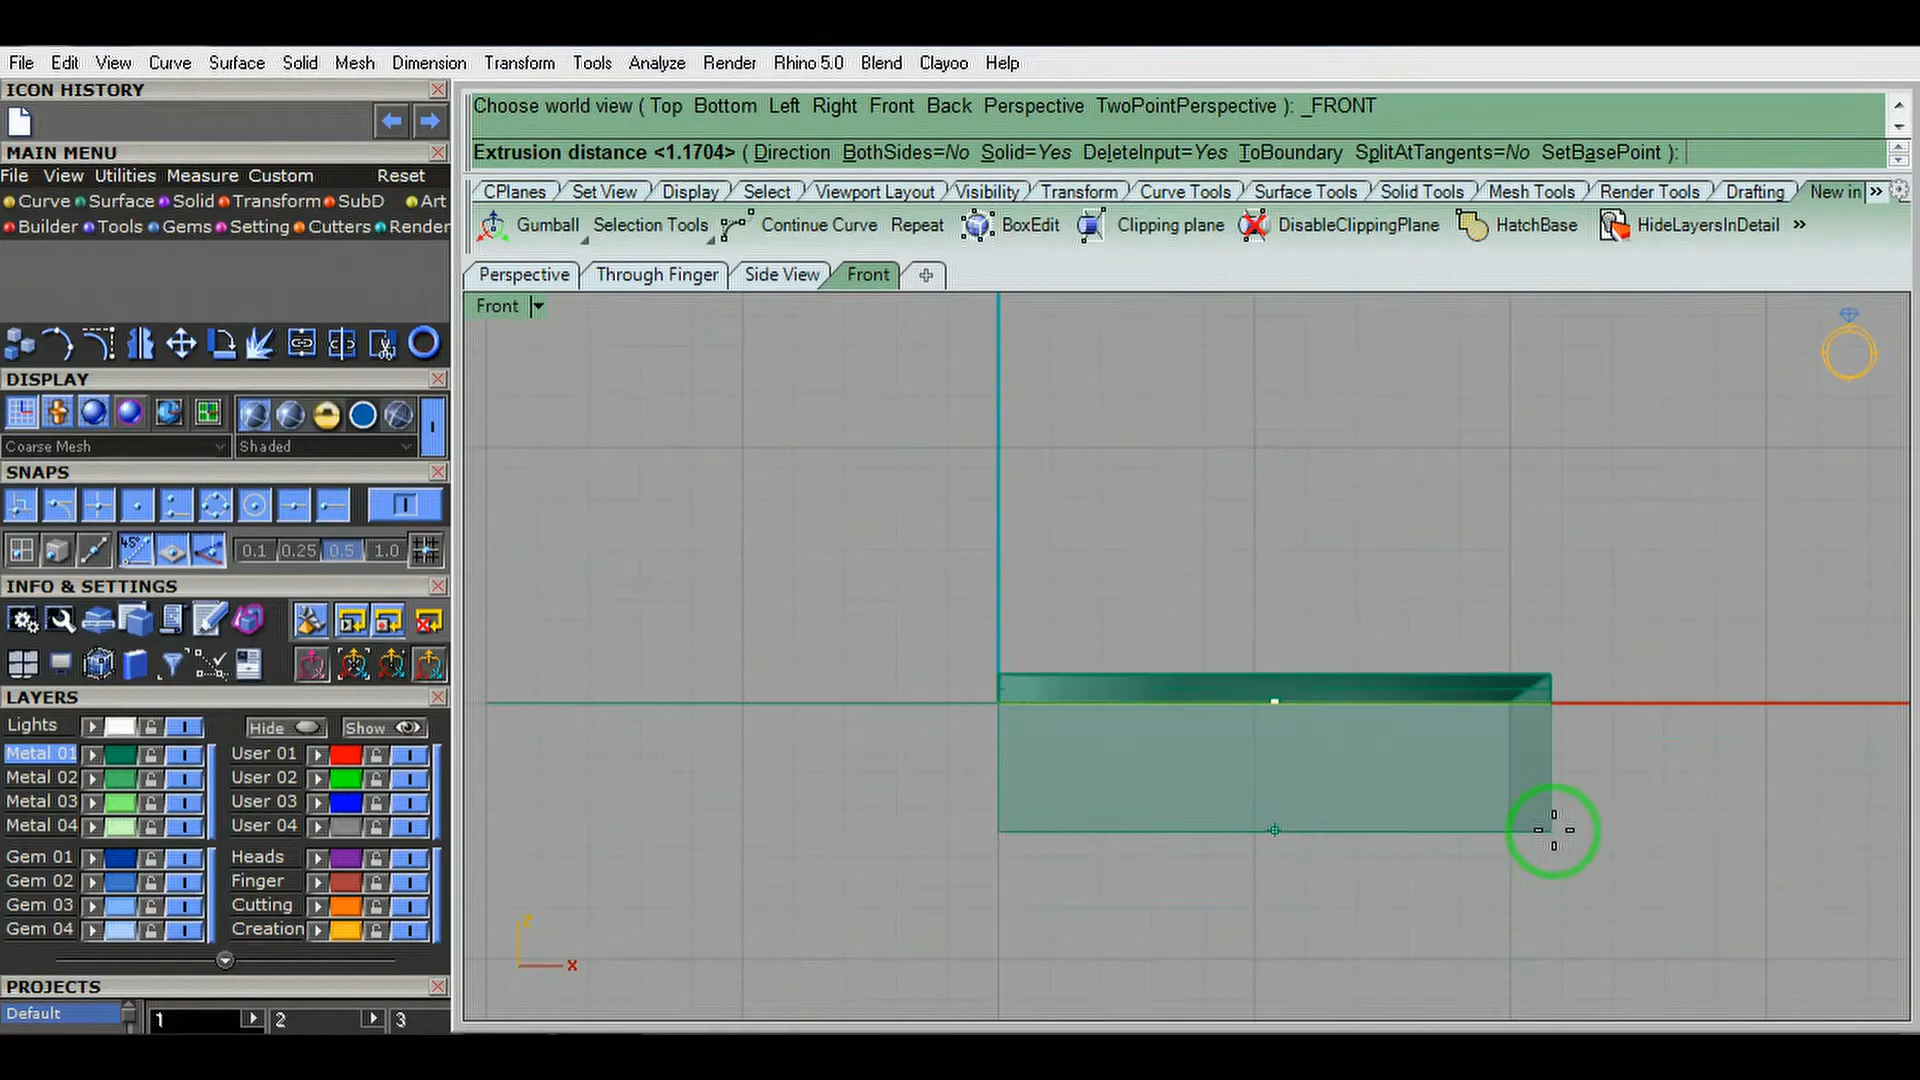 File Edit View Curve Surface Solid Mesh Dimension Transform Tools Analyze Render Rhino 5.0 Blend Clayoo Help
ICON HISTORY
MAIN MENU
File View Utilities Measure Custom Reset
Curve Surface Solid Transform SubD Art
Builder Tools Gems Setting Cutters Render
DISPLAY
Coarse Mesh Shaded
SNAPS
45° 0.1 0.25 0.5 1.0
INFO & SETTINGS
LAYERS
Lights Hide Show
Metal 01 User 01
Metal 02 User 02
Metal 03 User 03
Metal 04 User 04
Gem 01 Heads
Gem 02 Finger
Gem 03 Cutting
Gem 04 Creation
PROJECTS
Default 1 2 3
Choose world view ( Top Bottom Left Right Front Back Perspective TwoPointPerspective ): _FRONT
Extrusion distance <1.1704> ( Direction BothSides=No Solid=Yes DeleteInput=Yes ToBoundary SplitAtTangents=No SetBasePoint ):
CPlanes Set View Display Select Viewport Layout Visibility Transform Curve Tools Surface Tools Solid Tools Mesh Tools Render Tools Drafting New in »
Gumball Selection Tools Continue Curve Repeat BoxEdit Clipping plane DisableClippingPlane HatchBase HideLayersInDetail »
Perspective Through Finger Side View Front
Front
z
x